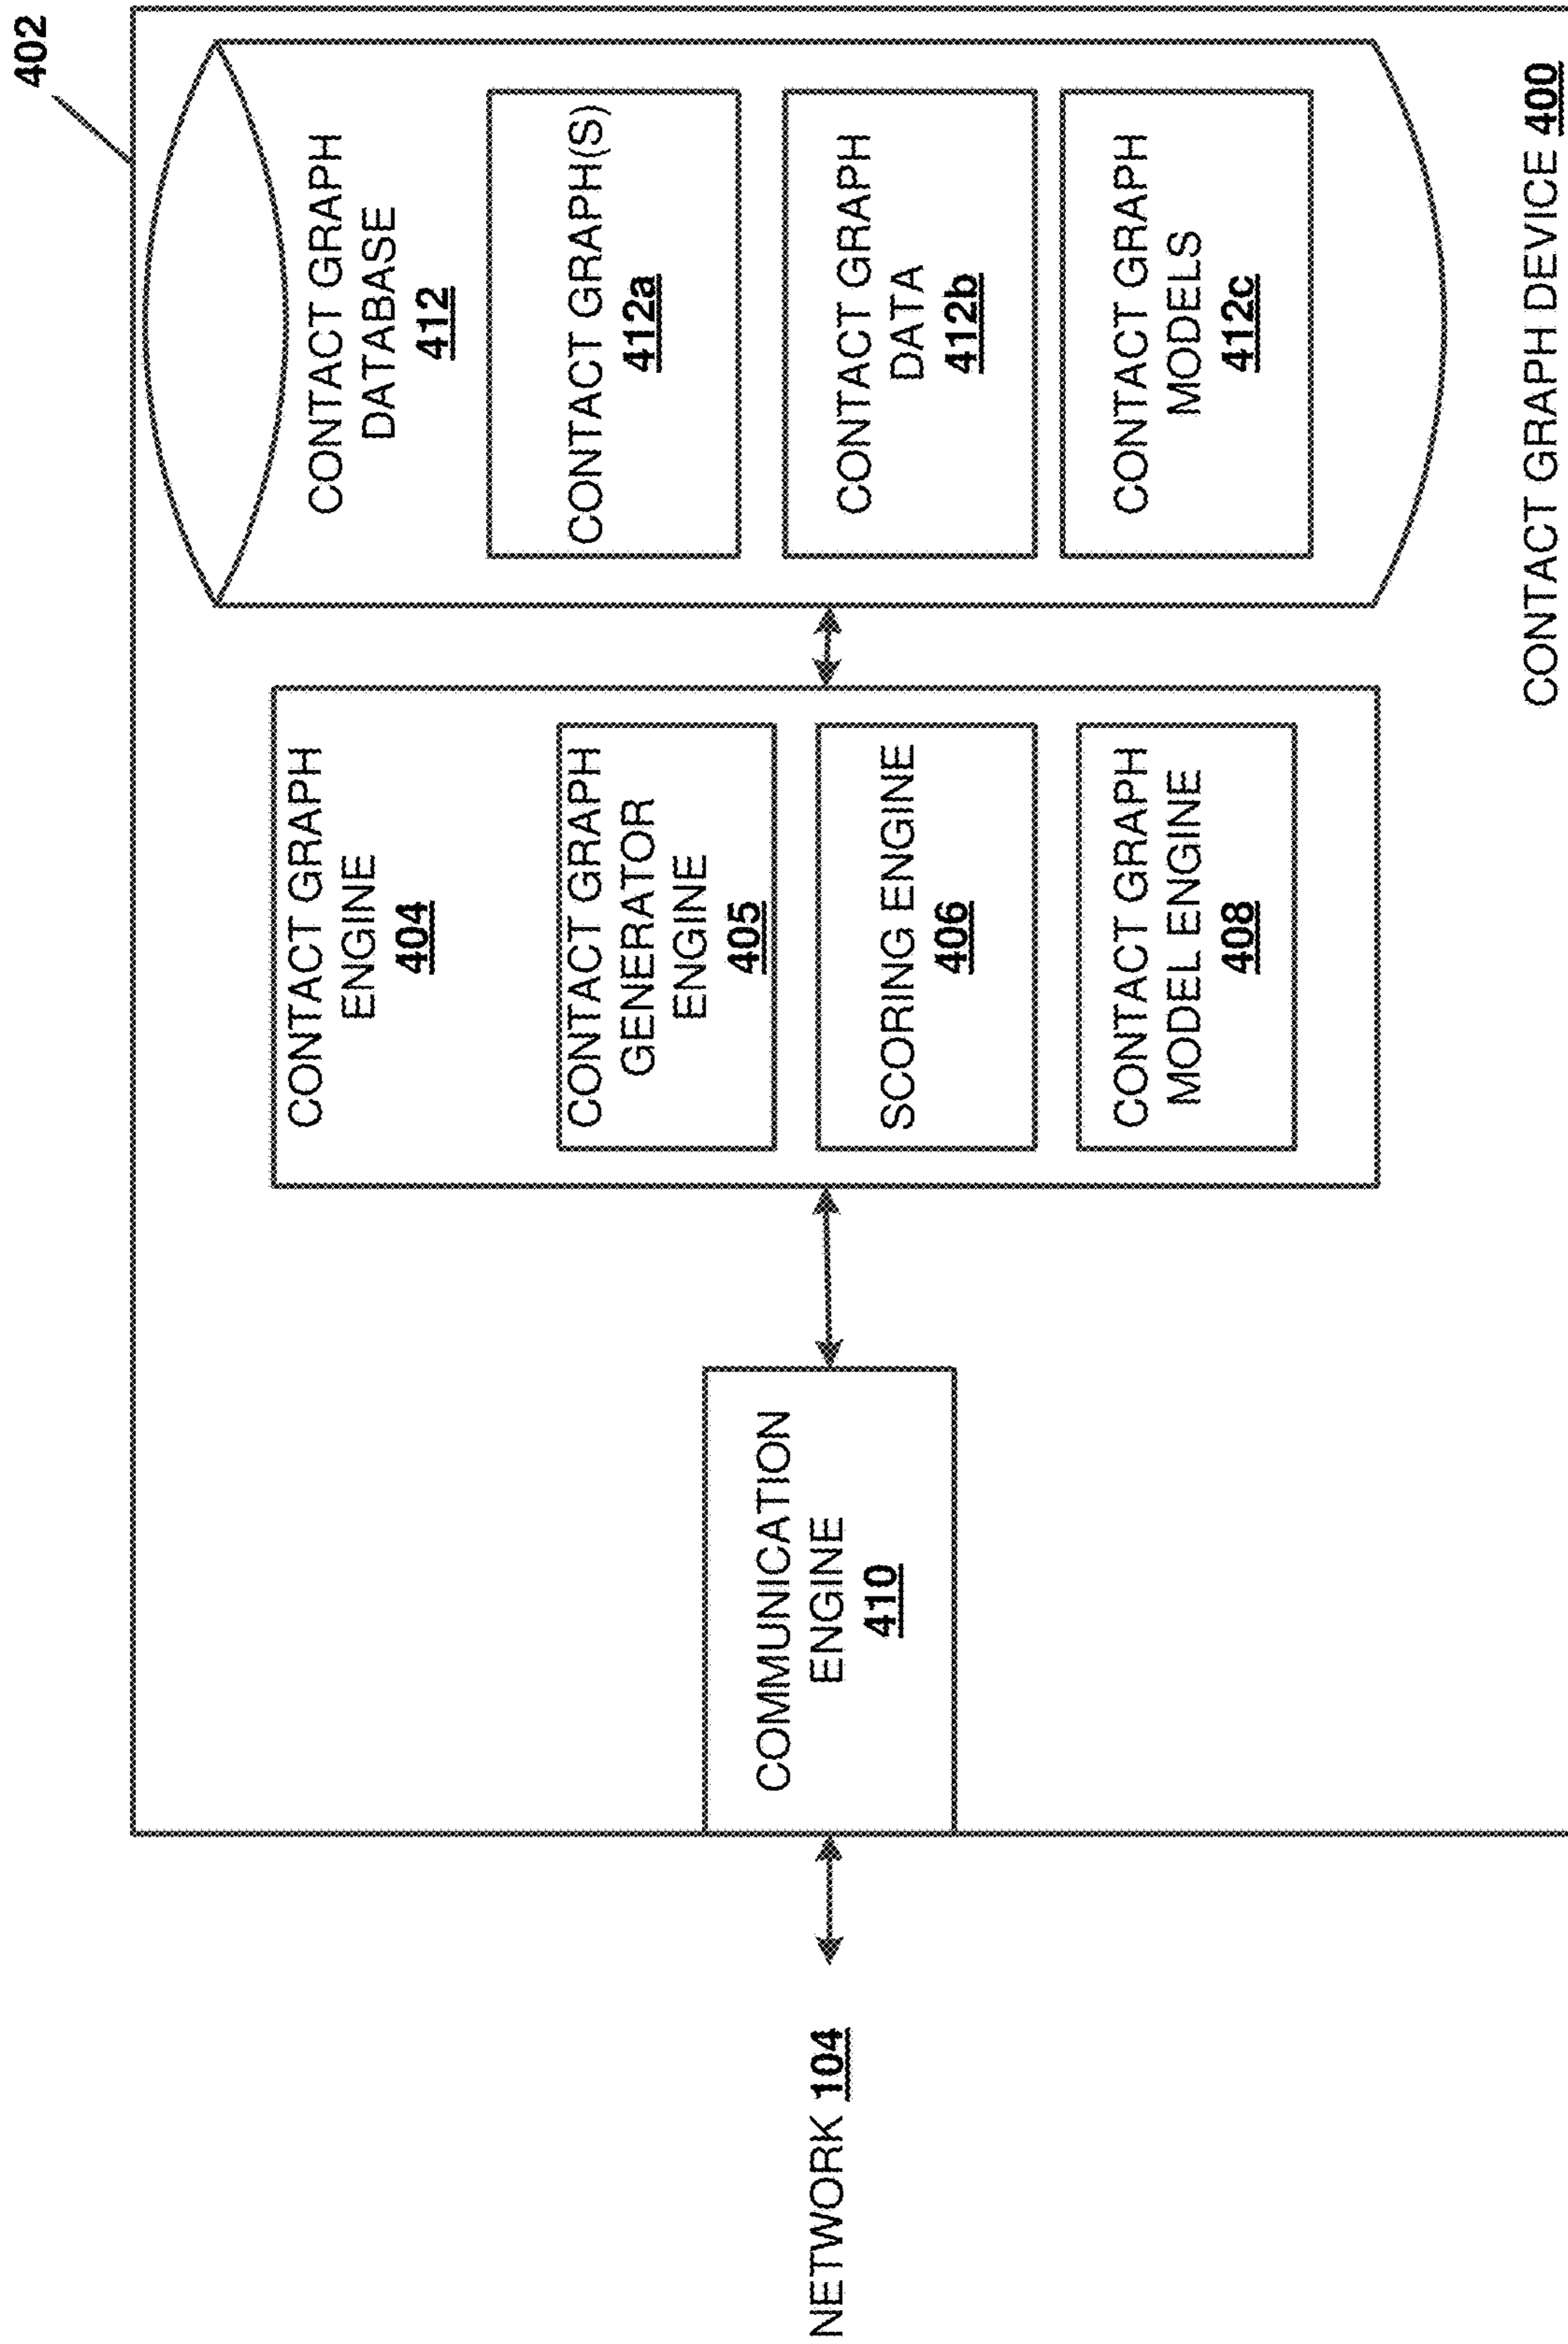 402
CONTACT GRAPH
DATABASE
412
CONTACT GRAPH(S)
412a
CONTACT GRAPH
DATA
412b
CONTACT GRAPH
MODELS
412c
CONTACT GRAPH
ENGINE
404
CONTACT GRAPH
GENERATOR
ENGINE
405
SCORING ENGINE
406
CONTACT GRAPH
MODEL ENGINE
408
COMMUNICATION
ENGINE
410
NETWORK 104
CONTACT GRAPH DEVICE 400